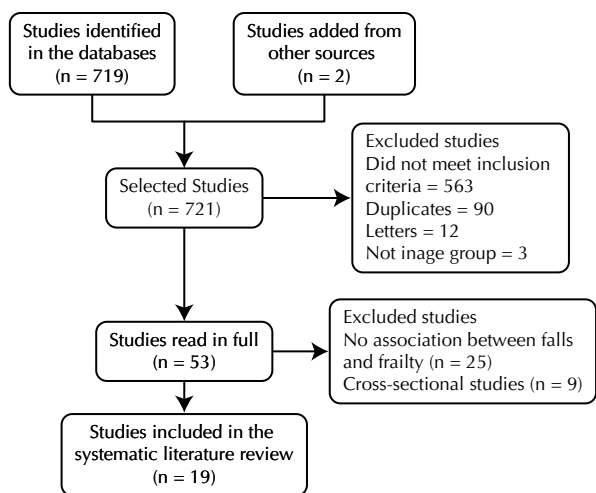 Studies identified
in the databases
(n = 719)
Studies added from
other sources
(n = 2)
Selected Studies
(n = 721)
Excluded studies
Did not meet inclusion
criteria = 563
Duplicates = 90
Letters = 12
Not inage group = 3
Studies read in full
(n = 53)
Excluded studies
No association between falls
and frailty (n = 25)
Cross-sectional studies (n = 9)
Studies included in the
systematic literature review
(n = 19)